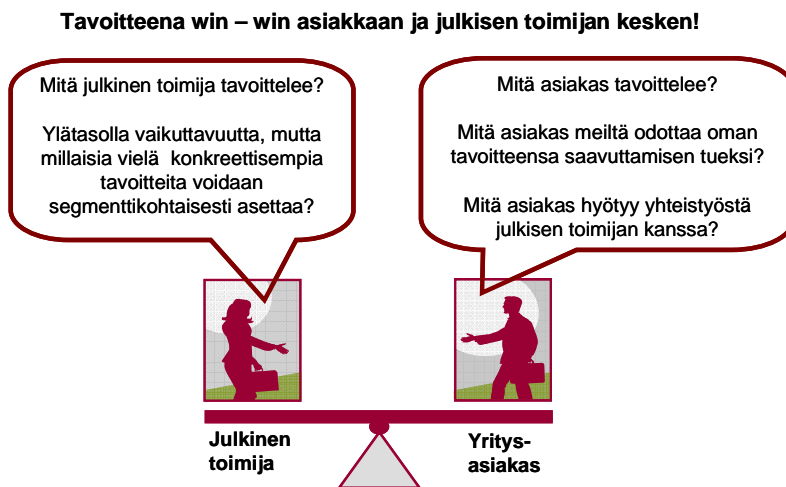 Tavoitteena win – win asiakkaan ja julkisen toimijan kesken!
Mitä julkinen toimija tavoittelee?
Ylätasolla vaikuttavuutta, mutta
millaisia vielä konkreettisempia
tavoitteita voidaan
segmenttikohtaisesti asettaa?
Mitä asiakas tavoittelee?
Mitä asiakas meiltä odottaa oman
tavoitteensa saavuttamisen tueksi?
Mitä asiakas hyötyy yhteistyöstä
julkisen toimijan kanssa?
Julkinen
toimija
Yritys-
asiakas